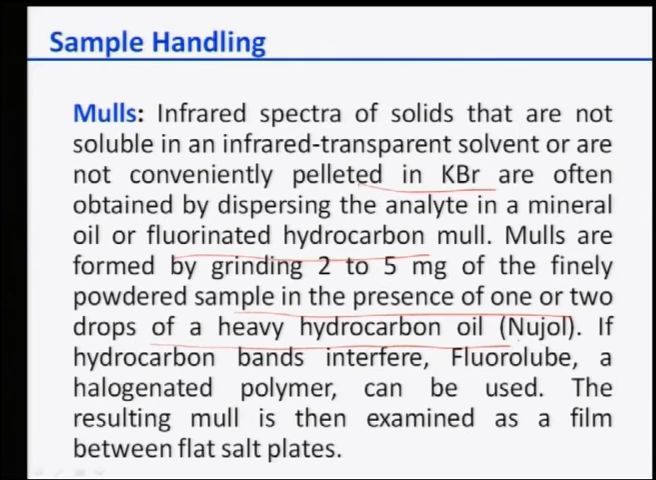 Sample Handling
Mulls: Infrared spectra of solids that are not
soluble in an infrared-transparent solvent or are
not conveniently pelleted in KBr are often
obtained by dispersing the analyte in a mineral
oil or fluorinated hydrocarbon mull. Mulls are
formed by grinding 2 to 5 mg of the finely
powdered sample in the presence of one or two
drops of a heavy hydrocarbon oil (Nujol). If
hydrocarbon bands interfere, Fluorolube, a
halogenated polymer, can be used. The
resulting mull is then examined as a film
between flat salt plates.